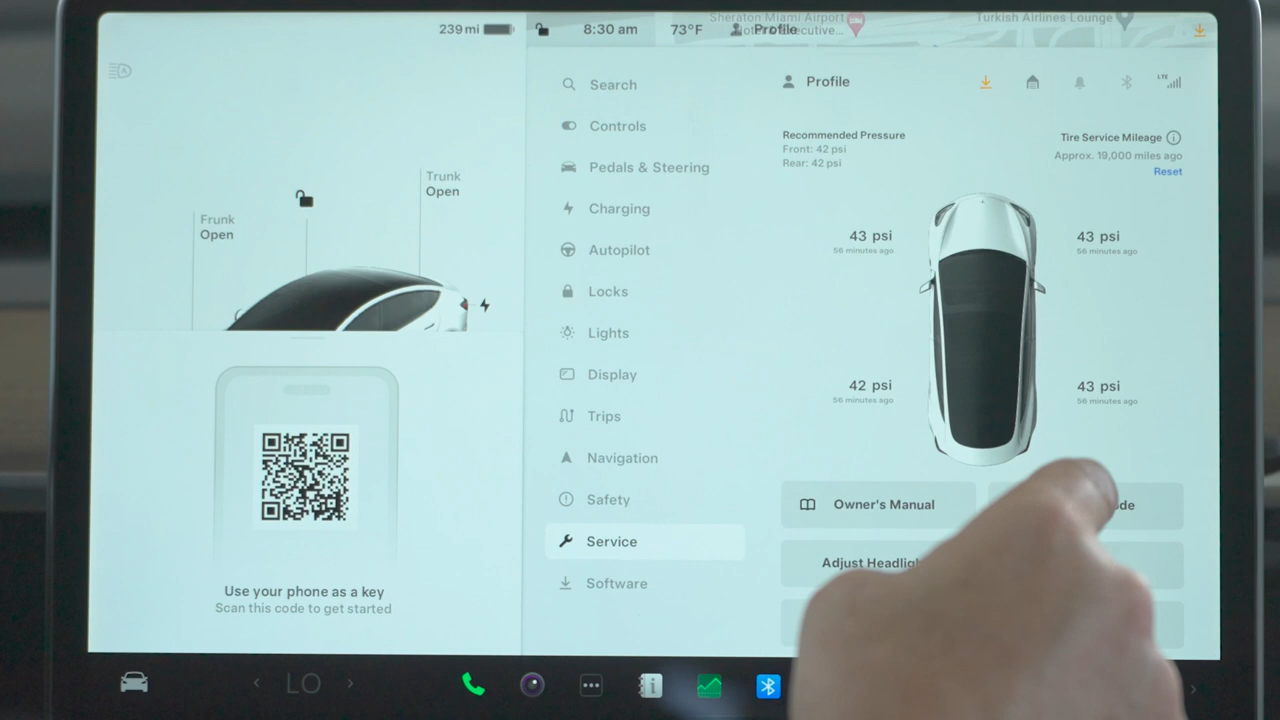 239 mi
8:30 am
73°F
Profile
Sheraton Miami Airport
Turkish Airlines Lounge
Frunk
Open
Trunk
Open
Use your phone as a key
Scan this code to get started
Search
Controls
Pedals & Steering
Charging
Autopilot
Locks
Lights
Display
Trips
Navigation
Safety
Service
Software
Profile
LTE
Recommended Pressure
Front: 42 psi
Rear: 42 psi
Tire Service Mileage
Approx. 19,000 miles ago
Reset
43 psi
56 minutes ago
43 psi
56 minutes ago
42 psi
56 minutes ago
43 psi
56 minutes ago
Owner's Manual
Adjust
LO